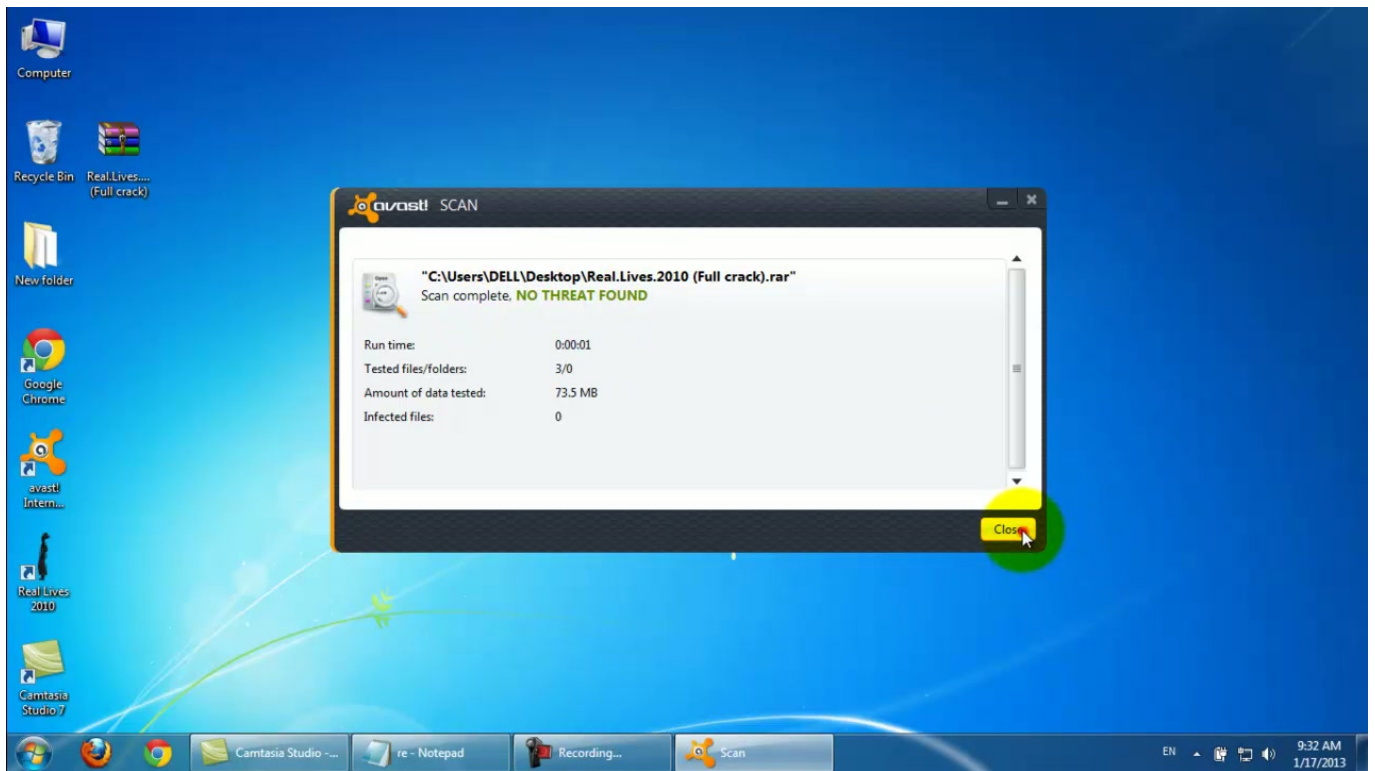 Computer
Recycle Bin
Real.Lives....
(Full crack)
New folder
Google
Chrome
avast!
Intern...
Real Lives
2010
Camtasia
Studio 7
avast! SCAN
"C:\Users\DELL\Desktop\Real.Lives.2010 (Full crack).rar"
Scan complete. NO THREAT FOUND
Run time: 0:00:01
Tested files/folders: 3/0
Amount of data tested: 73.5 MB
Infected files: 0
Close
Camtasia Studio -...
re - Notepad
Recording...
Scan
EN
9:32 AM
1/17/2013